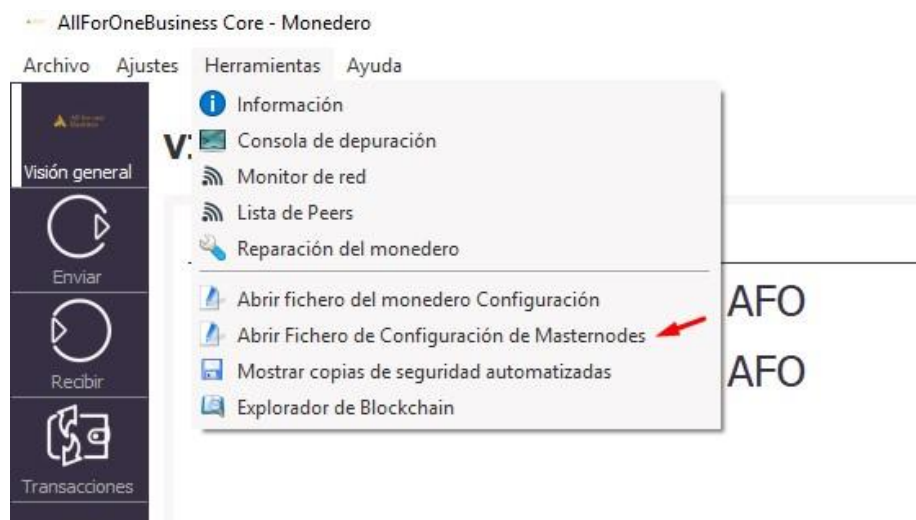 AllForOneBusiness Core - Monedero
Archivo Ajustes Herramientas Ayuda
Información
Consola de depuración
Monitor de red
Lista de Peers
Reparación del monedero
Abrir fichero del monedero Configuración
Abrir Fichero de Configuración de Masternodes
Mostrar copias de seguridad automatizadas
Explorador de Blockchain
Visión general
Enviar
Recibir
Transacciones
AFO
AFO